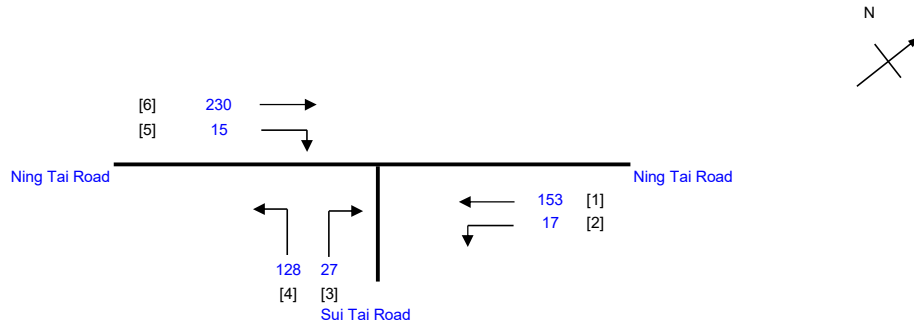 N
[6] 230
[5] 15
Ning Tai Road
Ning Tai Road
153 [1]
17 [2]
128 27
[4] [3]
Sui Tai Road